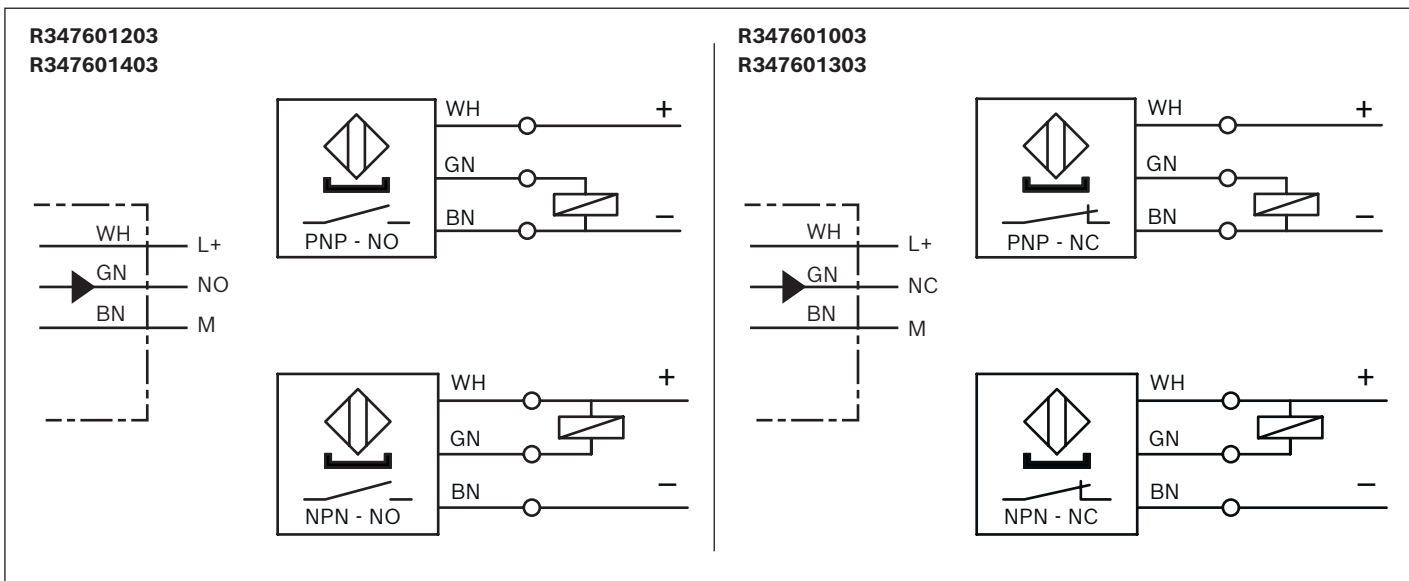 R347601203
R347601403
WH
+
GN
BN
−
PNP - NO
WH
L+
GN
NO
BN
M
WH
+
GN
BN
−
NPN - NO
R347601003
R347601303
WH
+
GN
BN
−
PNP - NC
WH
L+
GN
NC
BN
M
WH
+
GN
BN
−
NPN - NC